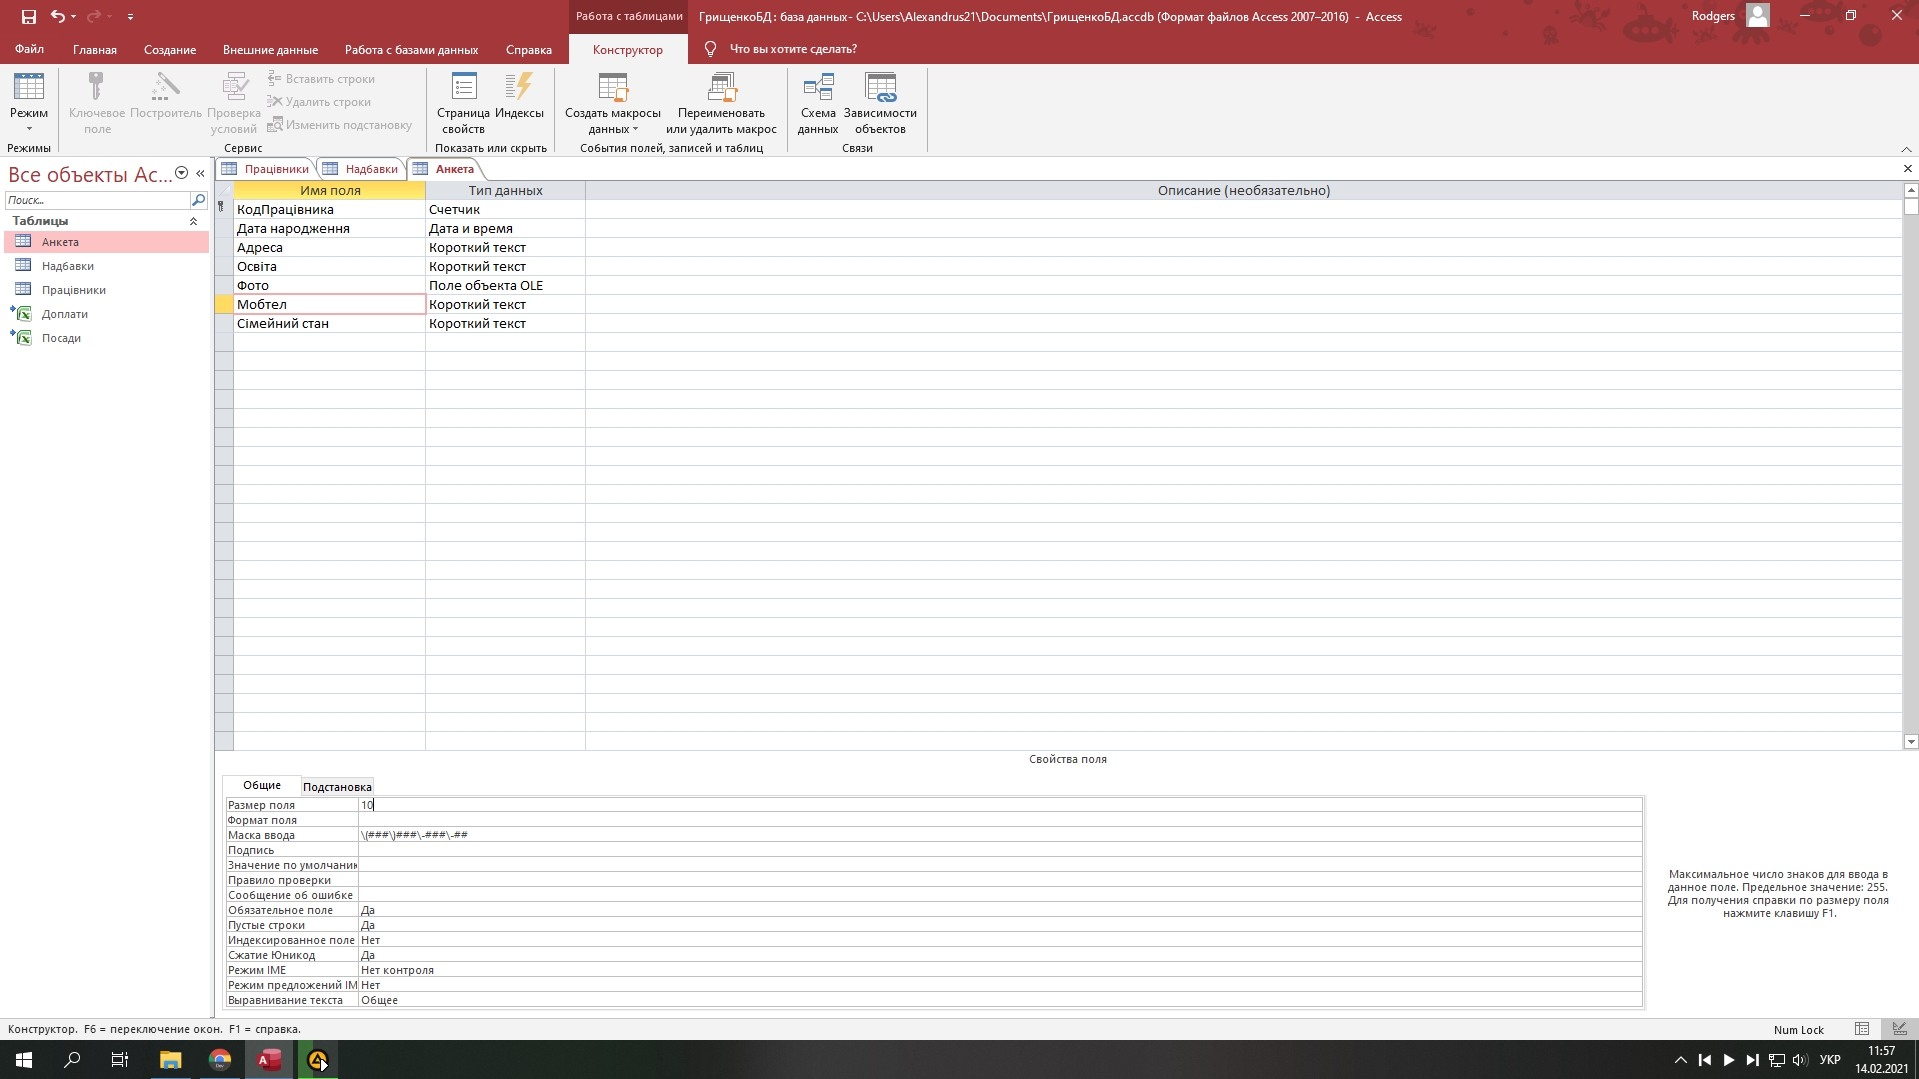 Работа с таблицами
ГрищенкоБД : база данных- C:\Users\Alexandrus21\Documents\ГрищенкоБД.accdb (Формат файлов Access 2007–2016) - Access
Rodgers
Файл
Главная
Создание
Внешние данные
Работа с базами данных
Справка
Конструктор
Что вы хотите сделать?
Режим
Ключевое
поле
Построитель
Проверка
условий
Вставить строки
Удалить строки
Изменить подстановку
Страница
свойств
Индексы
Создать макросы
данных
Переименовать
или удалить макрос
Схема
данных
Зависимости
объектов
Режимы
Сервис
Показать или скрыть
События полей, записей и таблиц
Связи
Все объекты Ac...
Поиск...
Таблицы
Анкета
Надбавки
Працівники
Доплати
Посади
Працівники
Надбавки
Анкета
Имя поля
Тип данных
Описание (необязательно)
КодПрацівника
Счетчик
Дата народження
Дата и время
Адреса
Короткий текст
Освіта
Короткий текст
Фото
Поле объекта OLE
Мобтел
Короткий текст
Сімейний стан
Короткий текст
Свойства поля
Общие
Подстановка
Размер поля
10
Формат поля
Маска ввода
\(###\)###\-###\-##
Подпись
Значение по умолчани
Правило проверки
Сообщение об ошибке
Обязательное поле
Да
Пустые строки
Да
Индексированное поле
Нет
Сжатие Юникод
Да
Режим IME
Нет контроля
Режим предложений IM
Нет
Выравнивание текста
Общее
Максимальное число знаков для ввода в
данное поле. Предельное значение: 255.
Для получения справки по размеру поля
нажмите клавишу F1.
Конструктор. F6 = переключение окон. F1 = справка.
Num Lock
Dev
A
УКР
11:57
14.02.2021